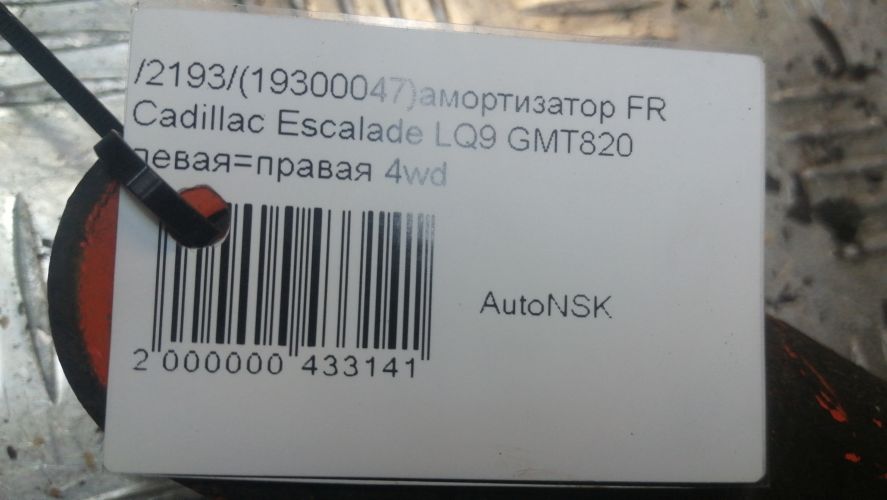 /2193/(19300047)амортизатор FR
Cadillac Escalade LQ9 GMT820
левая=правая 4wd
AutoNSK
2 000000 433141